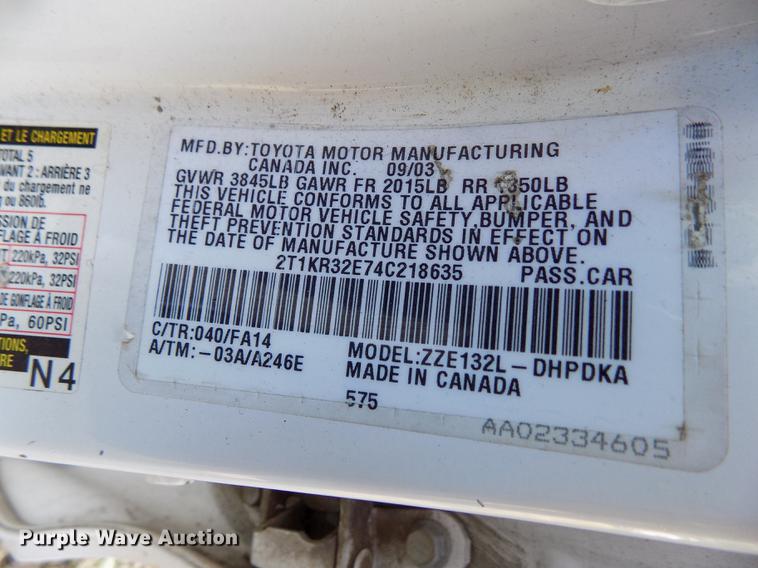 ET LE CHARGEMENT
TOTAL 5
VANT 2 : ARRIÈRE 3
du chargement ne
ou 860lb.
SSION DE
FLAGE À FROID
220kPa, 32PSI
220kPa, 32PSI
DE GONFLAGE À FROID
Pa, 60PSI
TIONS,
IRE
N4
MFD.BY:TOYOTA MOTOR MANUFACTURING
CANADA INC. 09/03
GVWR 3845LB GAWR FR 2015LB RR 1850LB
THIS VEHICLE CONFORMS TO ALL APPLICABLE
FEDERAL MOTOR VEHICLE SAFETY,BUMPER, AND
THEFT PREVENTION STANDARDS IN EFFECT ON
THE DATE OF MANUFACTURE SHOWN ABOVE.
2T1KR32E74C218635 PASS.CAR
C/TR:040/FA14
A/TM:-03A/A246E
MODEL:ZZE132L-DHPDKA
MADE IN CANADA
575
AA02334605
Purple Wave Auction